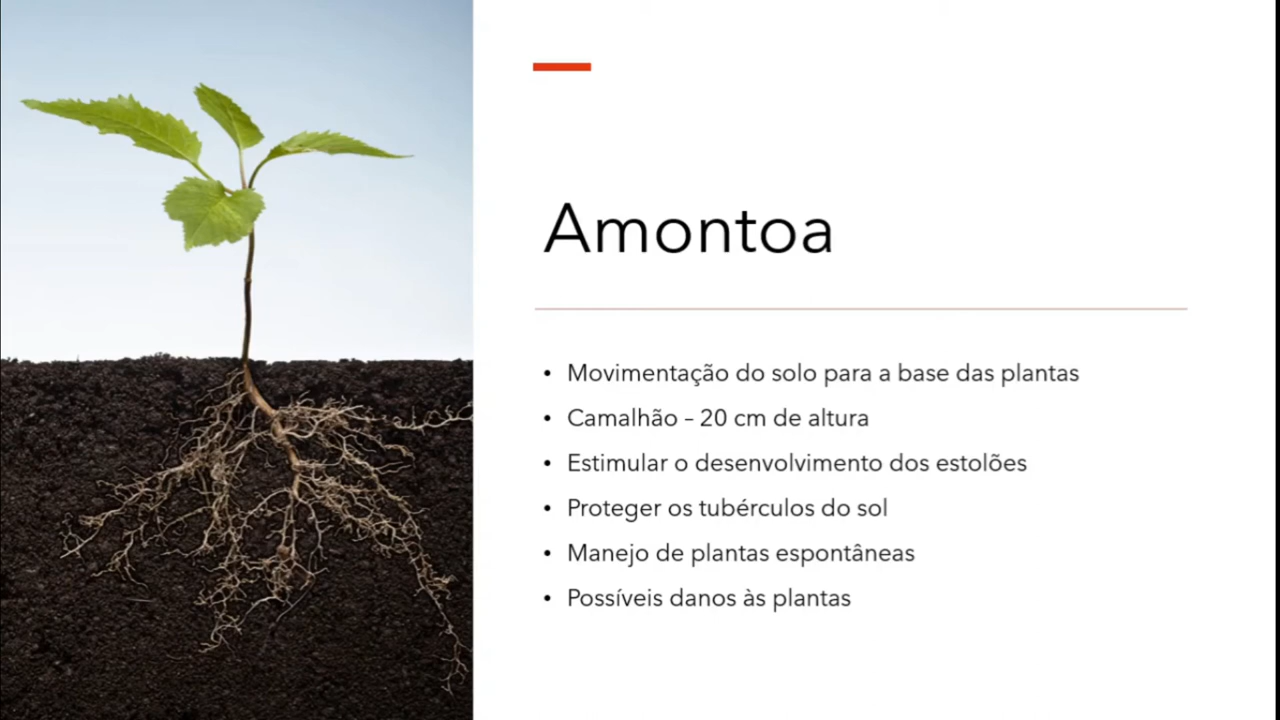 Amontoa
• Movimentação do solo para a base das plantas
• Camalhão – 20 cm de altura
• Estimular o desenvolvimento dos estolões
• Proteger os tubérculos do sol
• Manejo de plantas espontâneas
• Possíveis danos às plantas